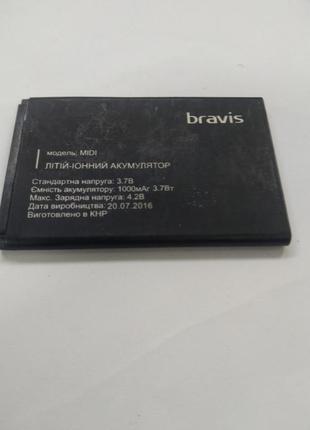 bravis
модель: MIDI
ЛІТІЙ-ІОННИЙ АКУМУЛЯТОР
Стандартна напруга: 3.7В
Ємність акумулятору: 1000мАг 3.7Вт
Макс. Зарядна напруга: 4.2В
Дата виробництва: 20.07.2016
Виготовлено в КНР